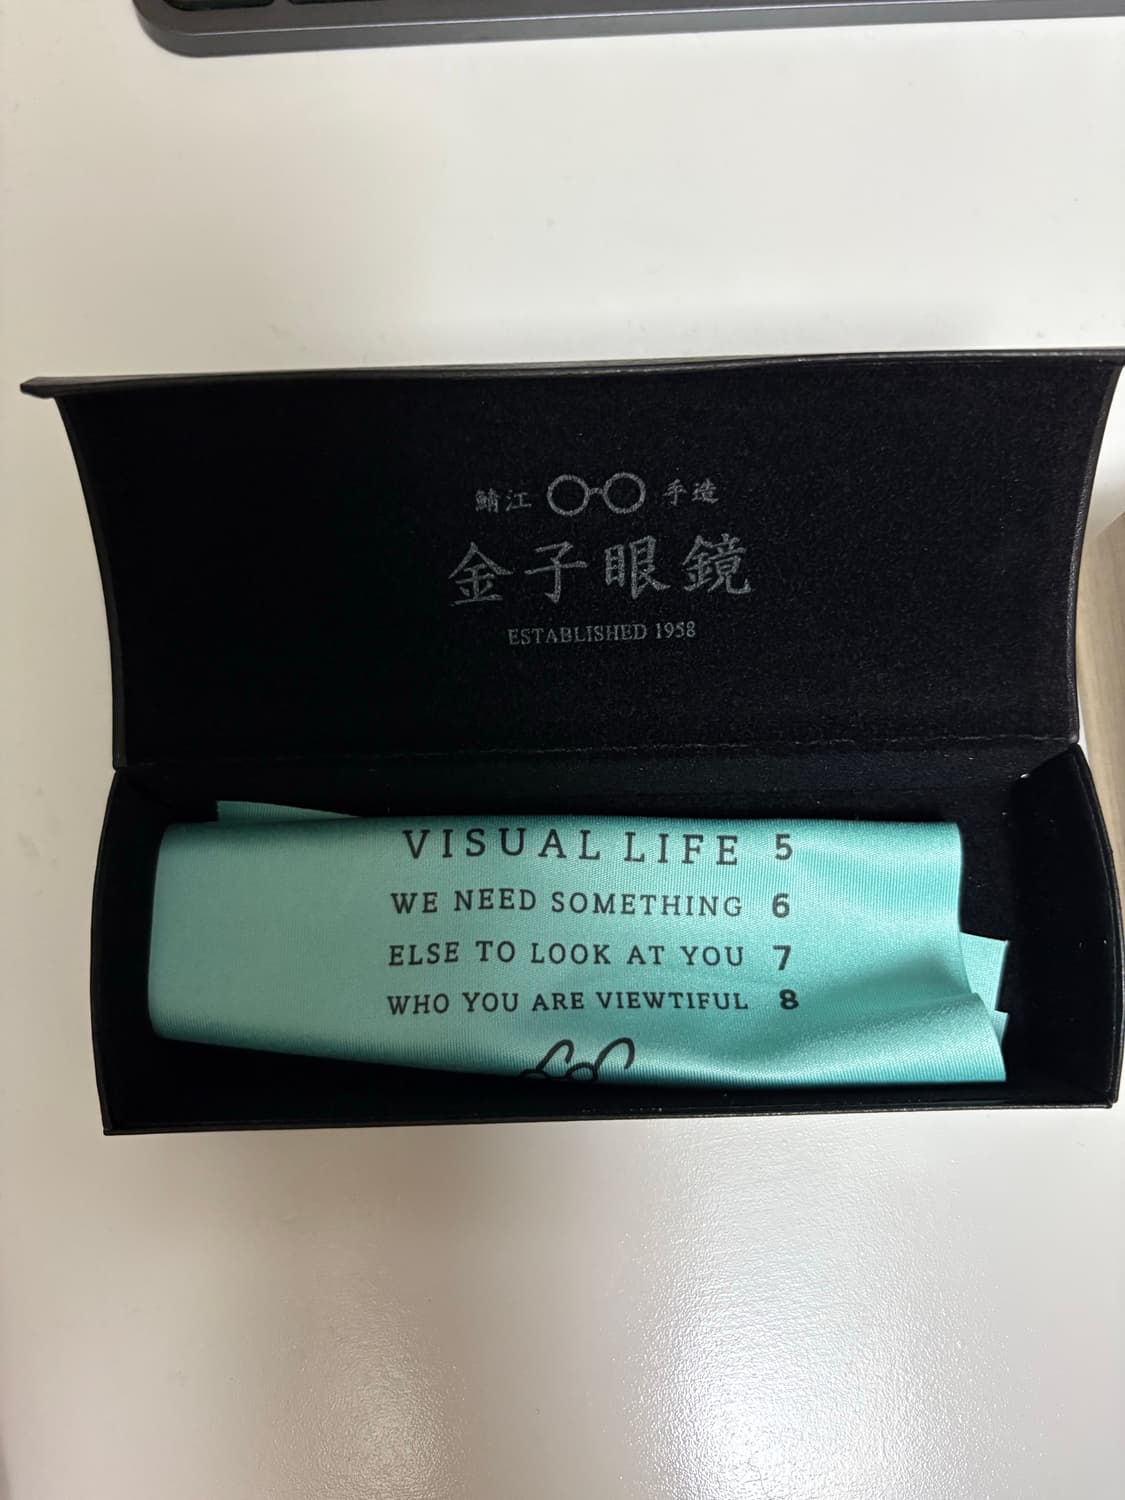 鯖江 手造
金子眼鏡
ESTABLISHED 1958
VISUAL LIFE 5
WE NEED SOMETHING 6
ELSE TO LOOK AT YOU 7
WHO YOU ARE VIEWTIFUL 8